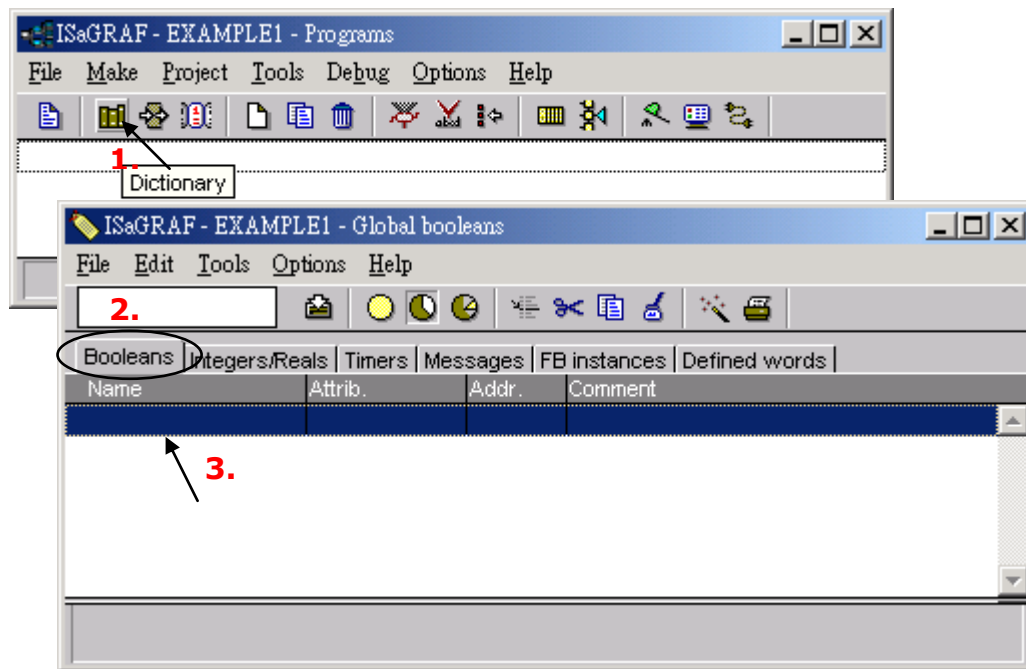 ISaGRAF - EXAMPLE1 - Programs
File Make Project Tools Debug Options Help
1.
Dictionary
ISaGRAF - EXAMPLE1 - Global booleans
File Edit Tools Options Help
2.
Booleans Integers/Reals Timers Messages FB instances Defined words
Name Attrib. Addr. Comment
3.